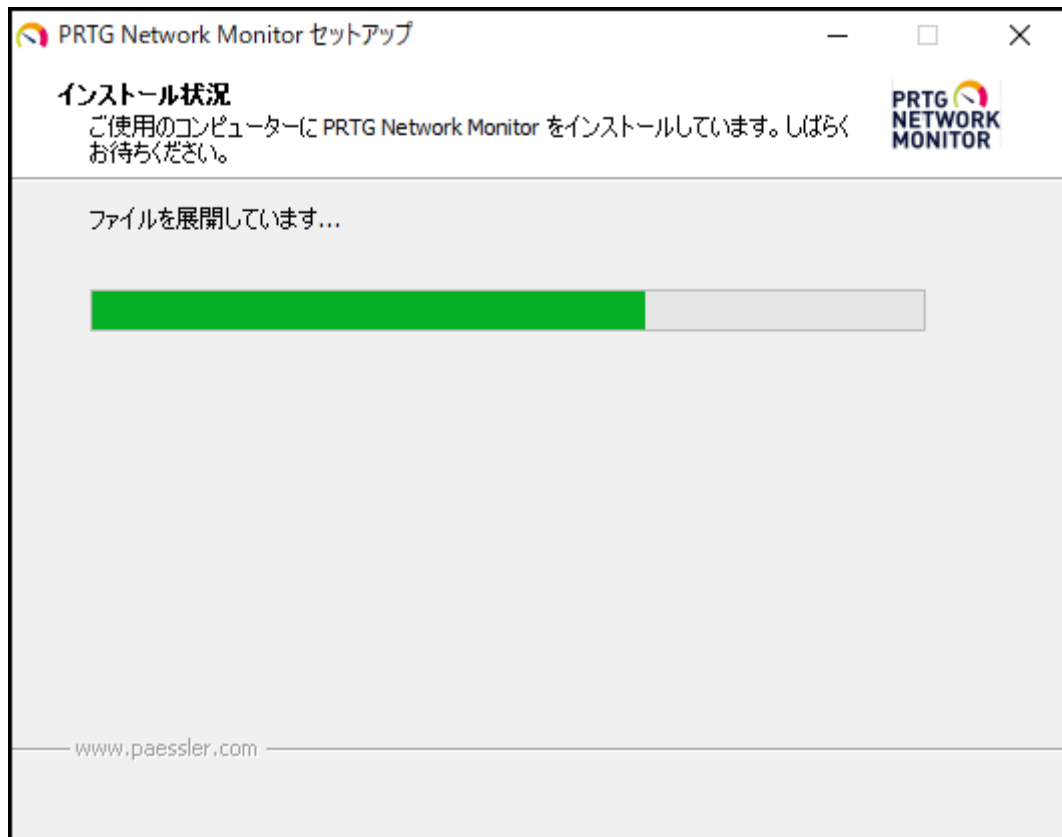 PRTG Network Monitor セットアップ
インストール状況
ご使用のコンピューターに PRTG Network Monitor をインストールしています。しばらく
お待ちください。
PRTG
NETWORK
MONITOR
ファイルを展開しています...
www.paessler.com